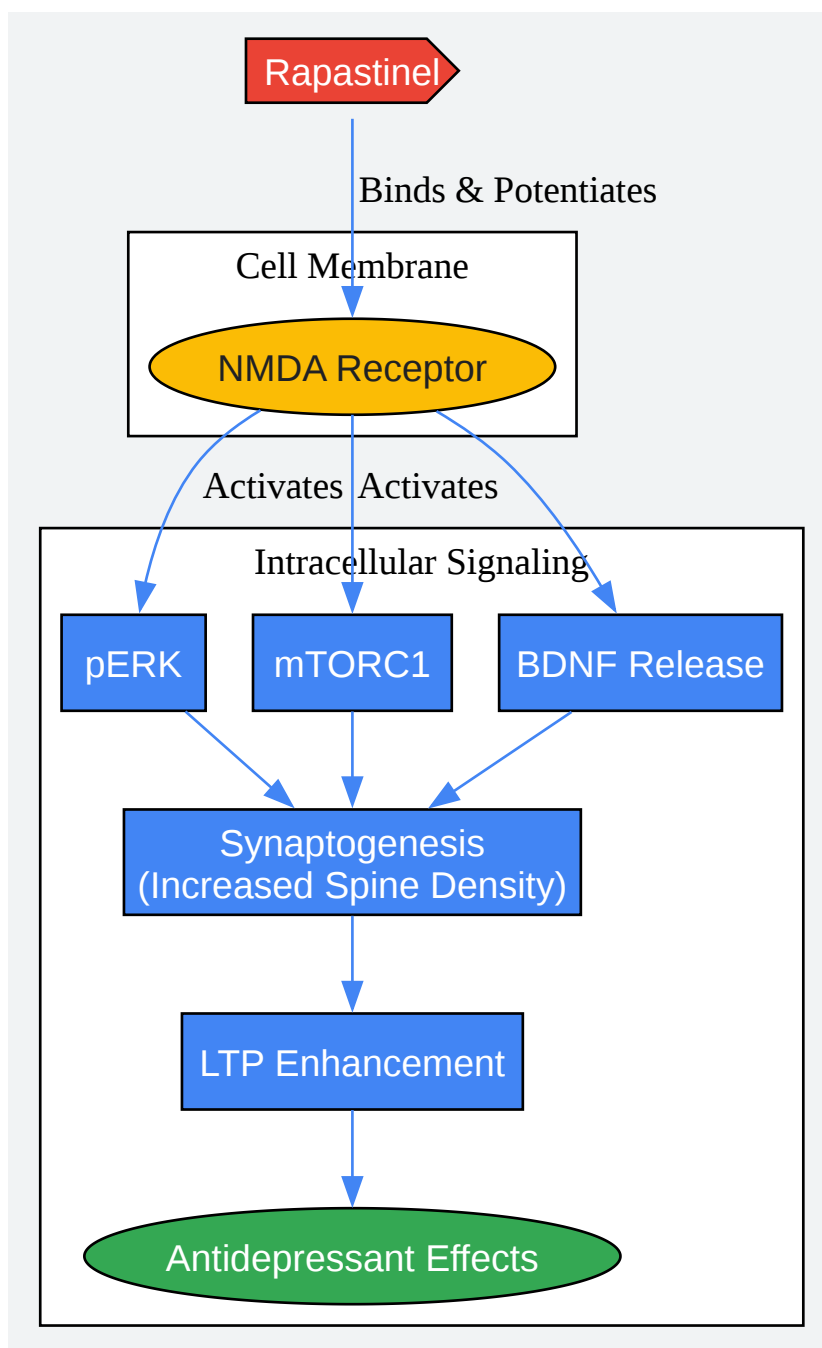 Rapastinel
Binds & Potentiates
Cell Membrane
NMDA Receptor
Activates
Activates
Intracellular Signaling
pERK
mTORC1
BDNF Release
Synaptogenesis
(Increased Spine Density)
LTP Enhancement
Antidepressant Effects